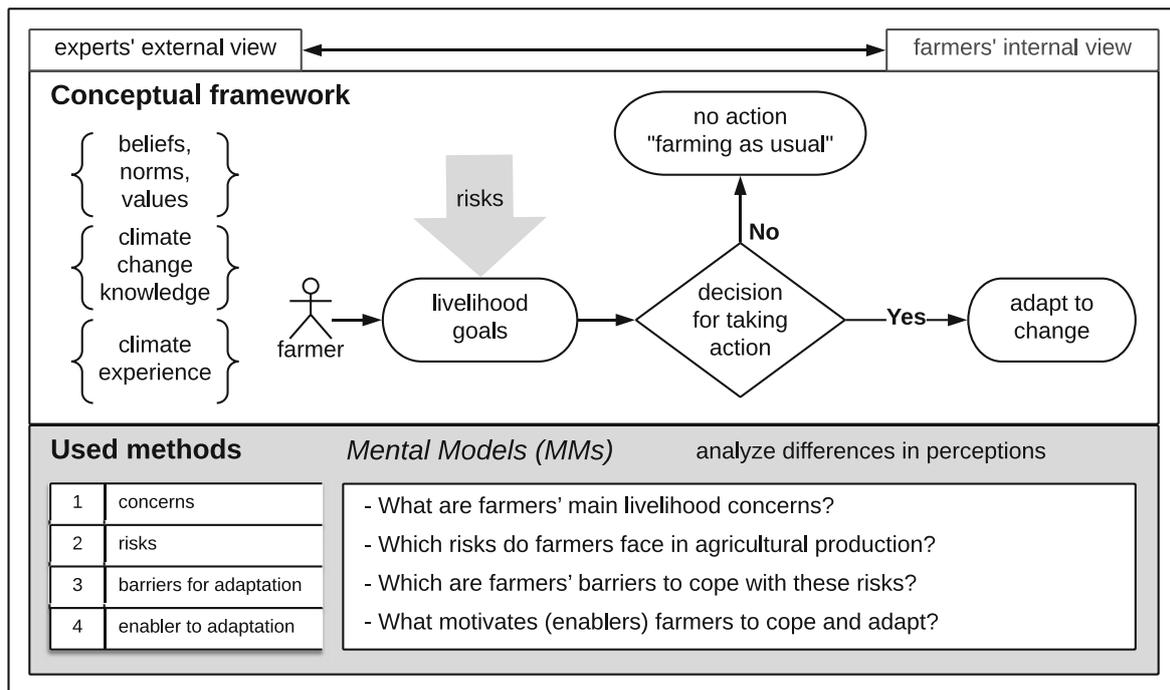 experts' external view
farmers' internal view
Conceptual framework
beliefs,
norms,
values
climate
change
knowledge
climate
experience
farmer
risks
livelihood
goals
decision
for taking
action
No
no action
"farming as usual"
Yes
adapt to
change
Used methods
Mental Models (MMs)
analyze differences in perceptions
1 concerns
2 risks
3 barriers for adaptation
4 enabler to adaptation
- What are farmers’ main livelihood concerns?
- Which risks do farmers face in agricultural production?
- Which are farmers’ barriers to cope with these risks?
- What motivates (enablers) farmers to cope and adapt?